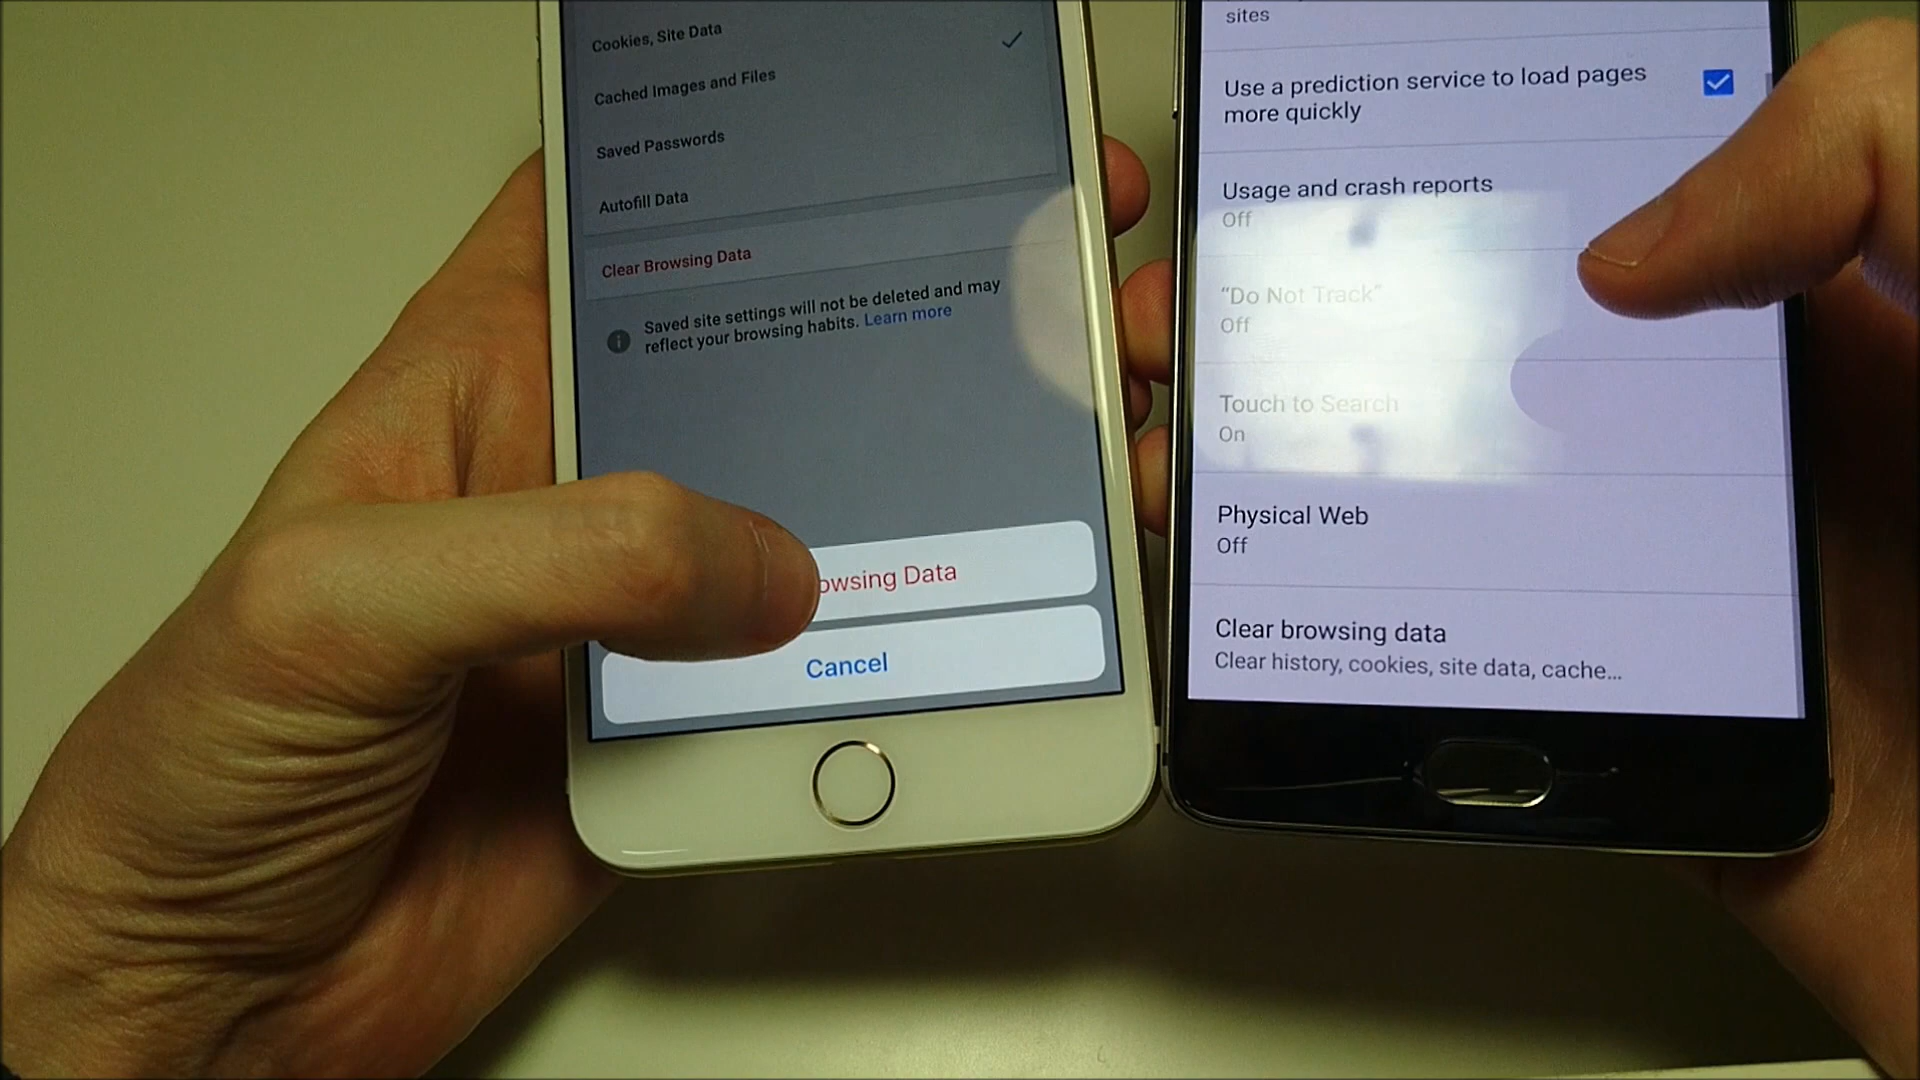 Cookies, Site Data
Cached Images and Files
Saved Passwords
Autofill Data
Clear Browsing Data
Saved site settings will not be deleted and may
reflect your browsing habits. Learn more
owsing Data
Cancel
sites
Use a prediction service to load pages
more quickly
Usage and crash reports
Off
“Do Not Track”
Off
Touch to Search
On
Physical Web
Off
Clear browsing data
Clear history, cookies, site data, cache...